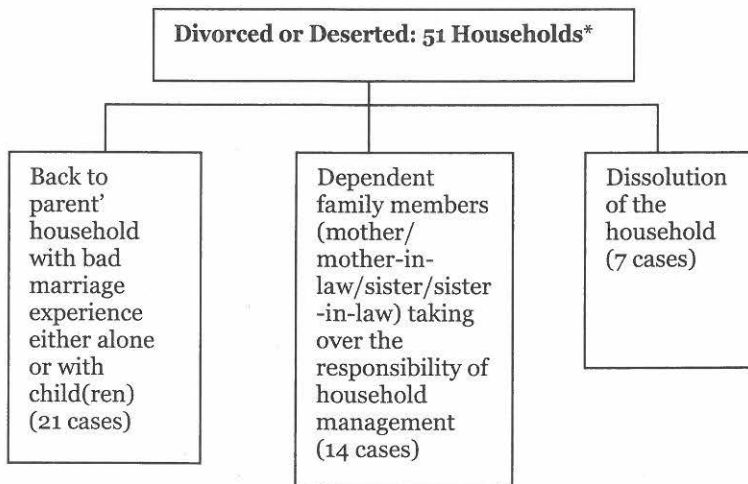 Divorced or Deserted: 51 Households*
Back to
parent'
household
with bad
marriage
experience
either alone
or with
child(ren)
(21 cases)
Dependent
family members
(mother/
mother-in-
law/sister/sister
-in-law) taking
over the
responsibility of
household
management
(14 cases)
Dissolution
of the
household
(7 cases)